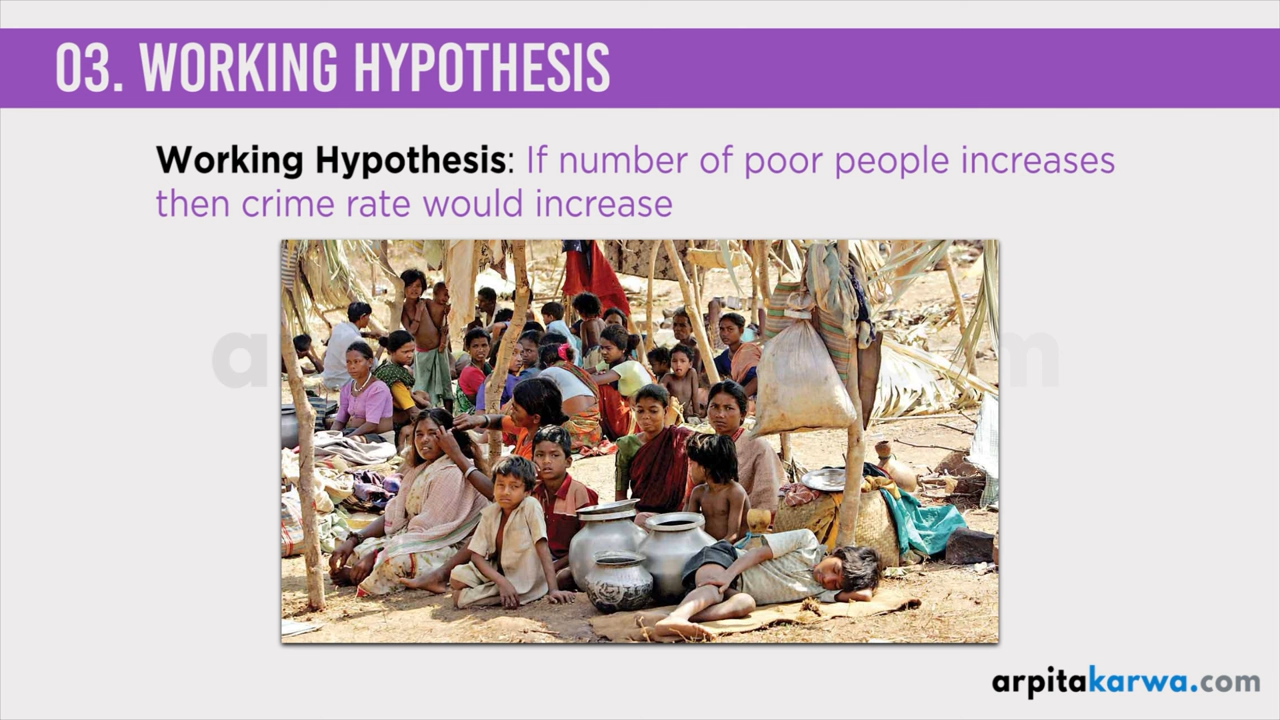 03. WORKING HYPOTHESIS
Working Hypothesis: If number of poor people increases
then crime rate would increase
arpitakarwa.com